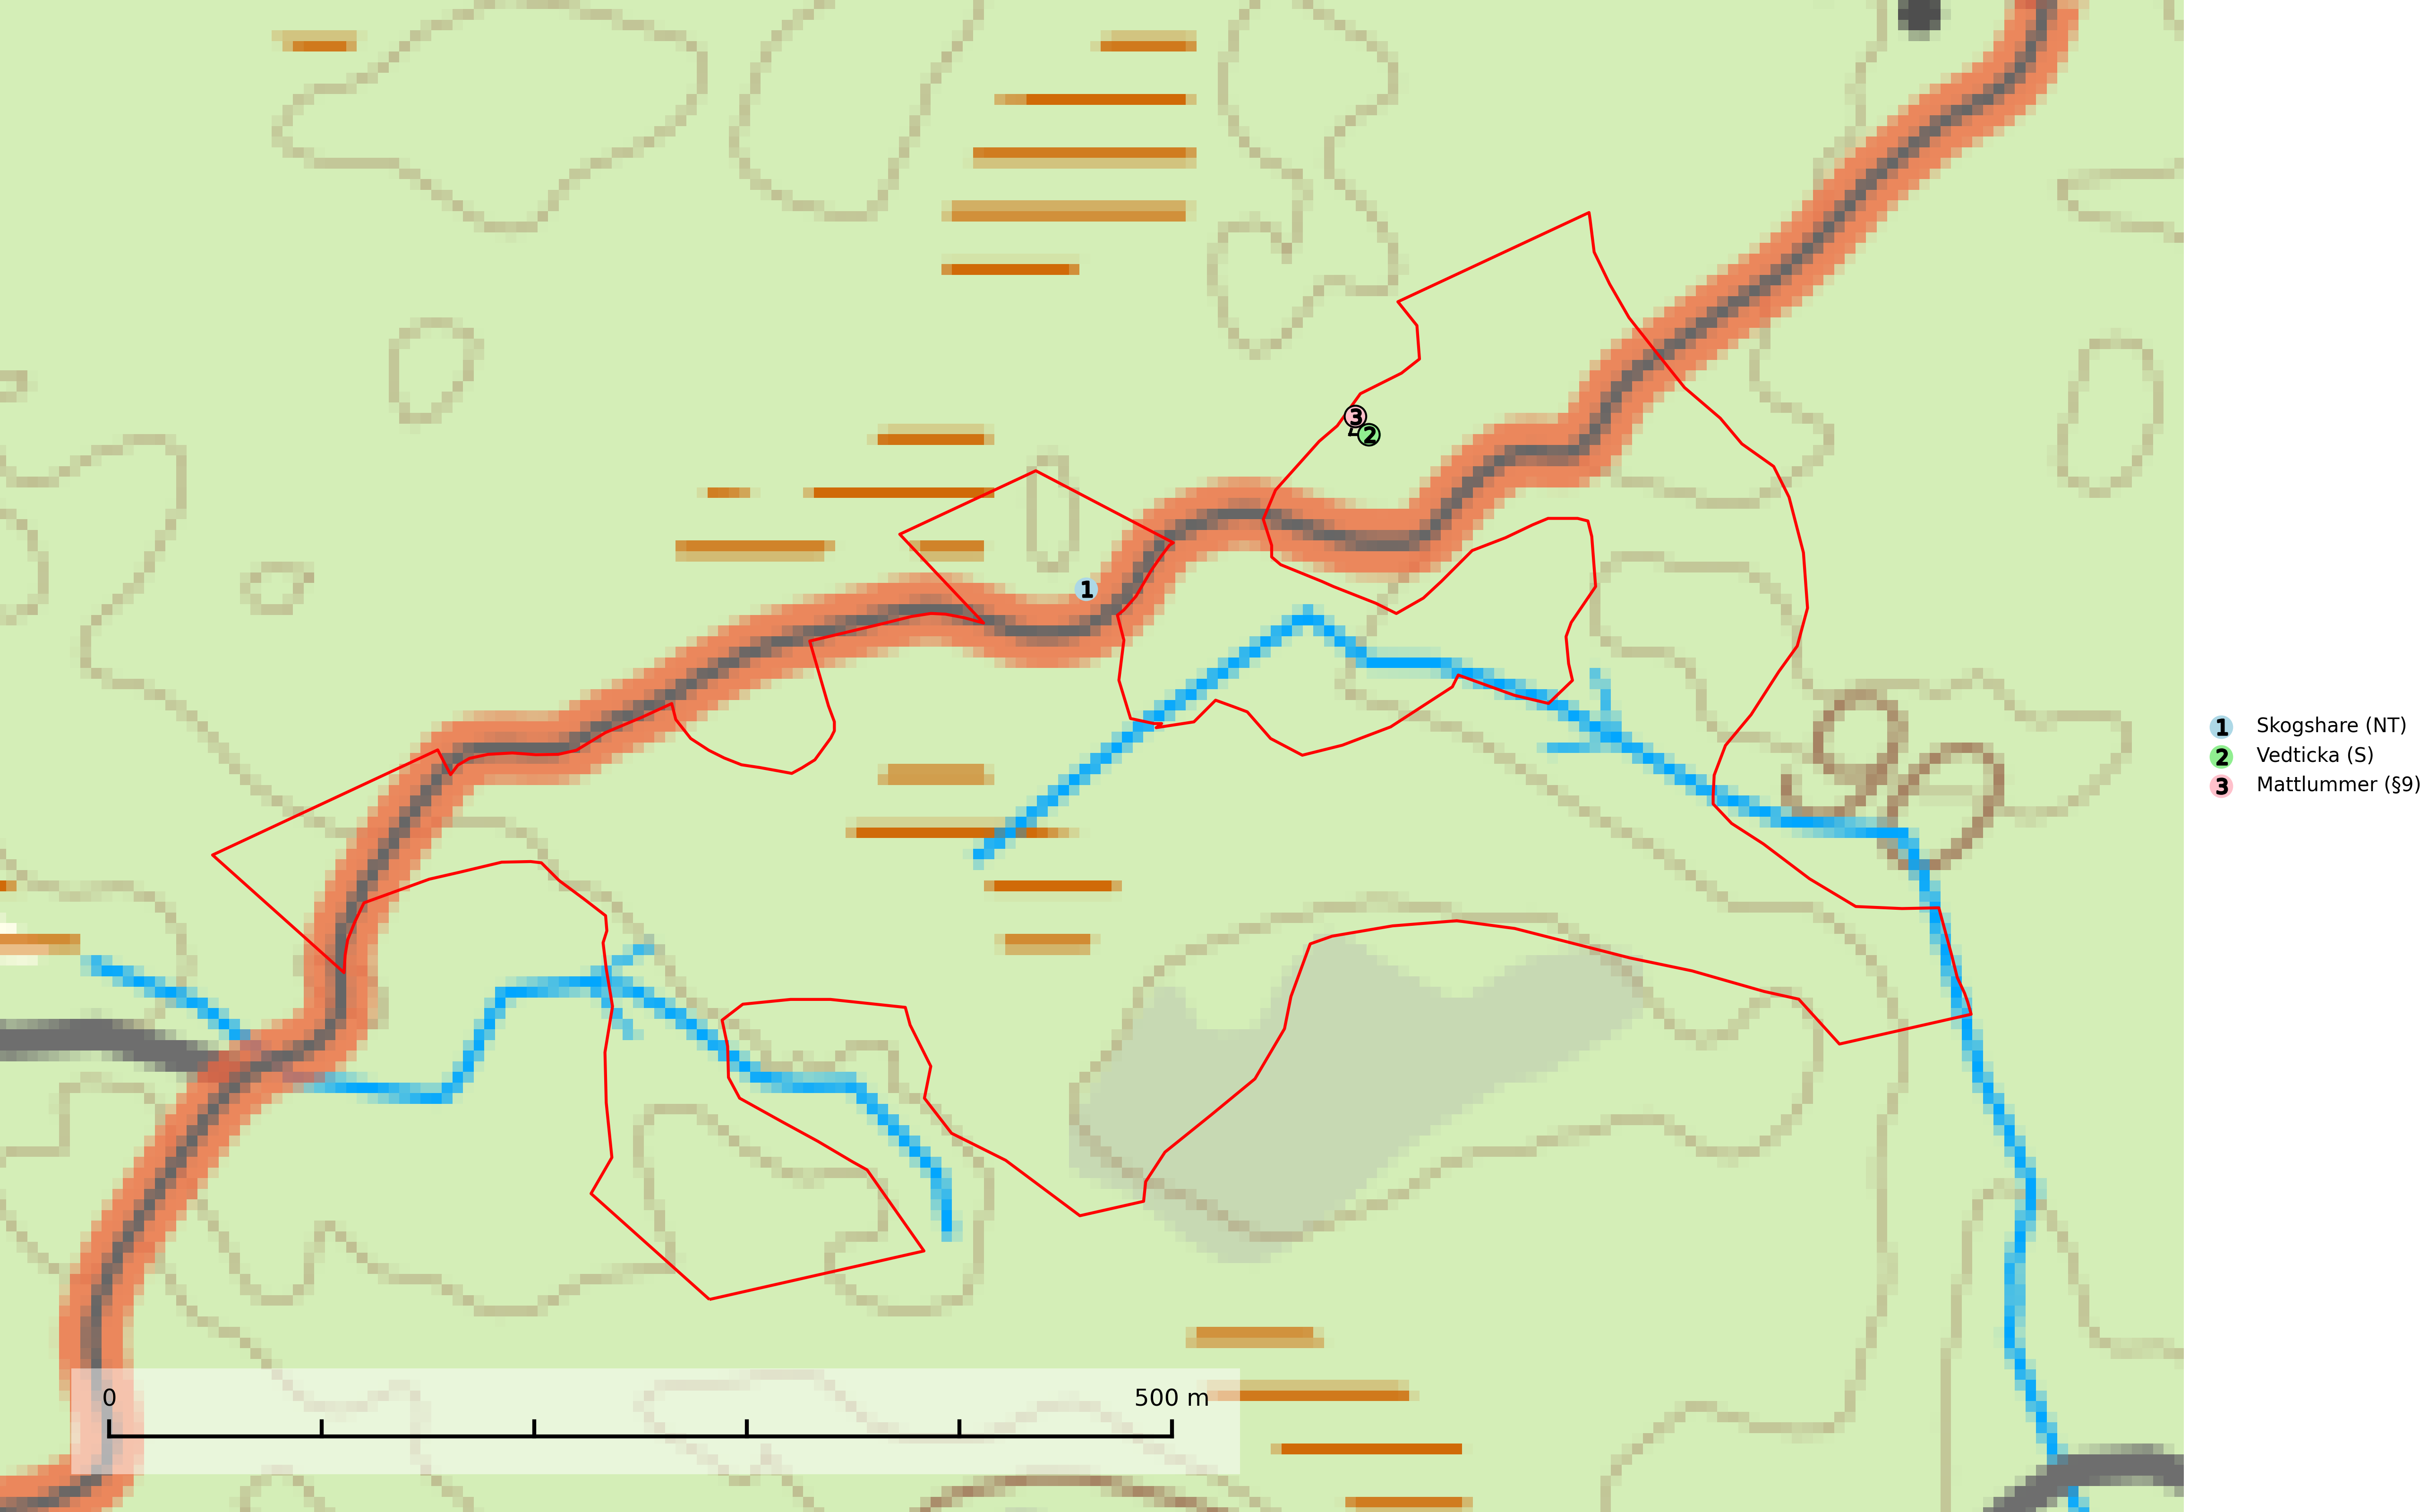 3
2
1
1 Skogshare (NT)
2 Vedticka (S)
3 Mattlummer (§9)
0 500 m